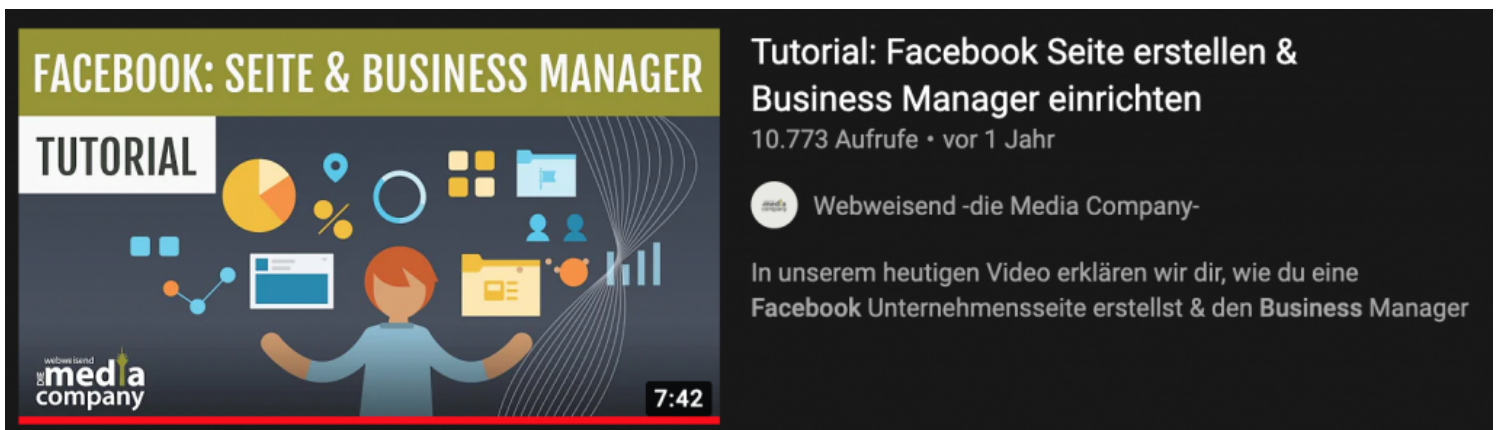 FACEBOOK: SEITE & BUSINESS MANAGER
TUTORIAL
webweisend
DIE media
company
7:42
Tutorial: Facebook Seite erstellen &
Business Manager einrichten
10.773 Aufrufe • vor 1 Jahr
media
company
Webweisend -die Media Company-
In unserem heutigen Video erklären wir dir, wie du eine
Facebook Unternehmensseite erstellst & den Business Manager